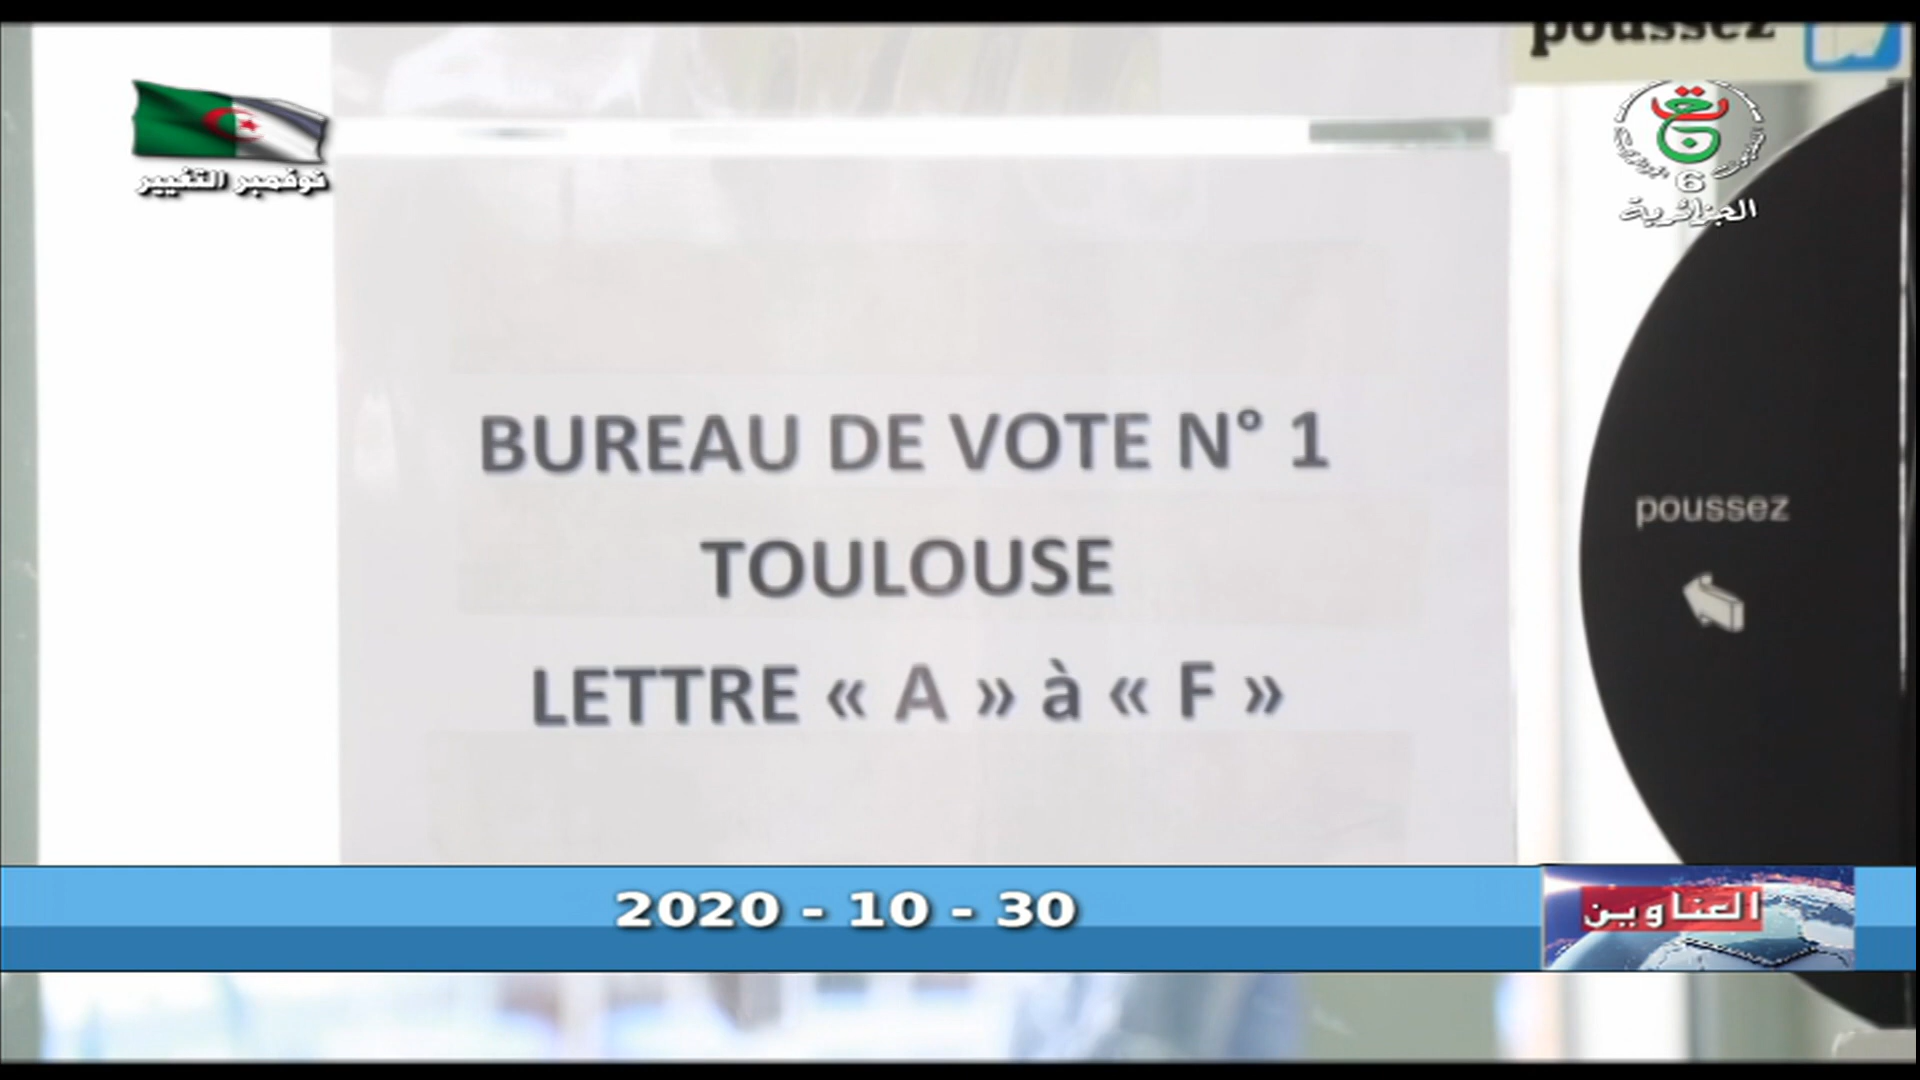 poussez
نوفمبر التغيير
6
الجزائرية
BUREAU DE VOTE N° 1
TOULOUSE
LETTRE « A » à « F »
poussez
2020 - 10 - 30
العناوين